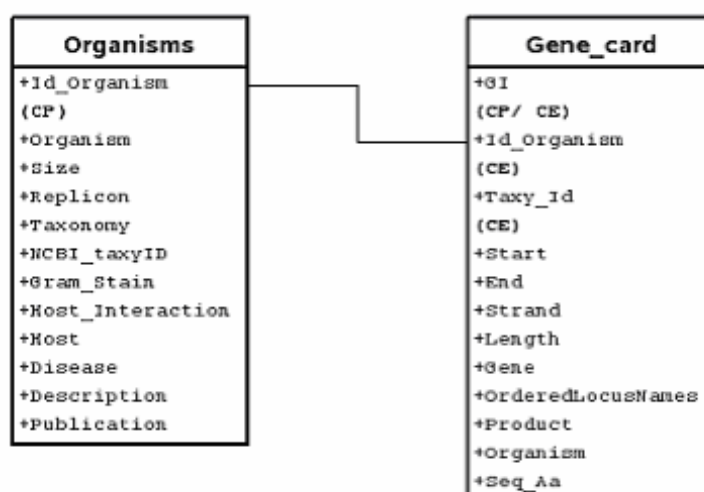 Organisms
+Id_Organism
(CP)
+Organism
+Size
+Replicon
+Taxonomy
+NCBI_taxyID
+Gram_Stain
+Host_Interaction
+Host
+Disease
+Description
+Publication
Gene_card
+GI
(CP/ CE)
+Id_Organism
(CE)
+Taxy_Id
(CE)
+Start
+End
+Strand
+Length
+Gene
+OrderedLocusNames
+Product
+Organism
+Seq_Aa